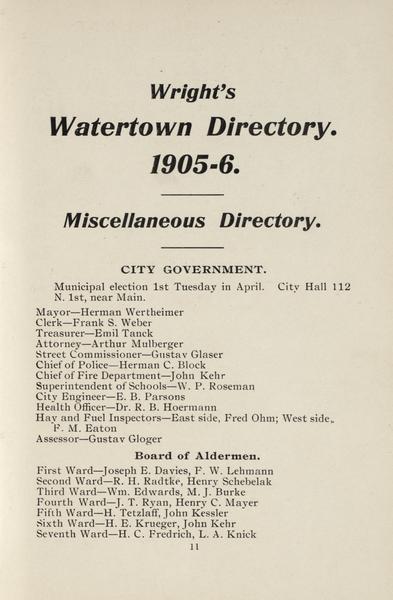 Wright's
Watertown Directory.
1905-6.
Miscellaneous Directory.
CITY GOVERNMENT.
Municipal election 1st Tuesday in April. City Hall 112
N. 1st, near Main.
Mayor—Herman Wertheimer
Clerk—Frank S. Weber
Treasurer—Emil Tanck
Attorney—Arthur Mulberger
Street Commissioner—Gustav Glaser
Chief of Police—Herman C. Block
Chief of Fire Department—John Kehr
Superintendent of Schools—W. P. Roseman
City Engineer—E. B. Parsons
Health Officer—Dr. R. B. Hoermann
Hay and Fuel Inspectors—East side, Fred Ohm; West side,
F. M. Eaton
Assessor—Gustav Gloger
Board of Aldermen.
First Ward—Joseph E. Davies, F. W. Lehmann
Second Ward—R. H. Radtke, Henry Schebelak
Third Ward—Wm. Edwards, M. J. Burke
Fourth Ward—J. T. Ryan, Henry C. Mayer
Fifth Ward—H. Tetzlaff, John Kessler
Sixth Ward—H. E. Krueger, John Kehr
Seventh Ward—H. C. Fredrich, L. A. Knick
11